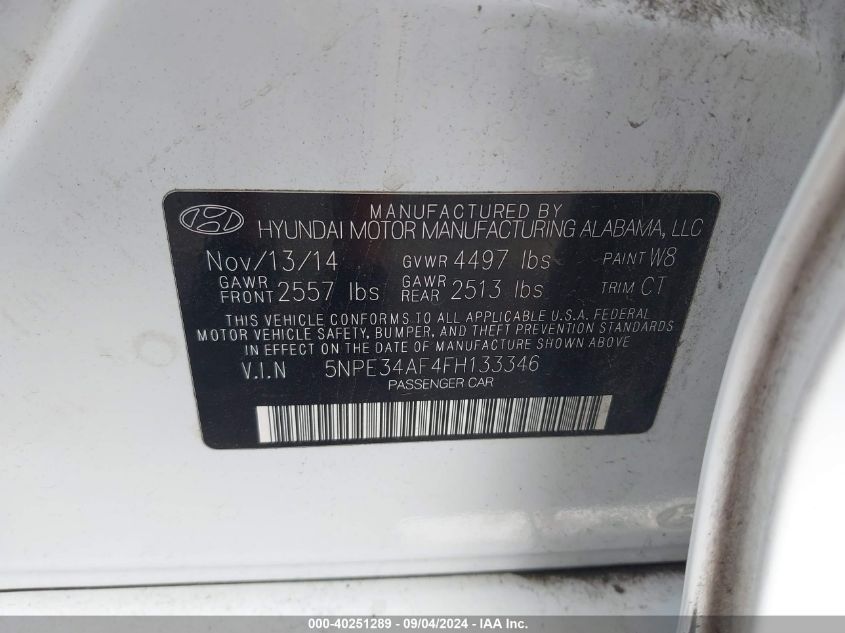 MANUFACTURED BY
HYUNDAI MOTOR MANUFACTURING ALABAMA, LLC
Nov/13/14 GVWR 4497 lbs PAINT W8
GAWR FRONT 2557 lbs GAWR REAR 2513 lbs TRIM CT
THIS VEHICLE CONFORMS TO ALL APPLICABLE U.S.A. FEDERAL
MOTOR VEHICLE SAFETY, BUMPER, AND THEFT PREVENTION STANDARDS
IN EFFECT ON THE DATE OF MANUFACTURE SHOWN ABOVE.
V.I.N 5NPE34AF4FH133346
PASSENGER CAR
000-40251289 - 09/04/2024 - IAA Inc.